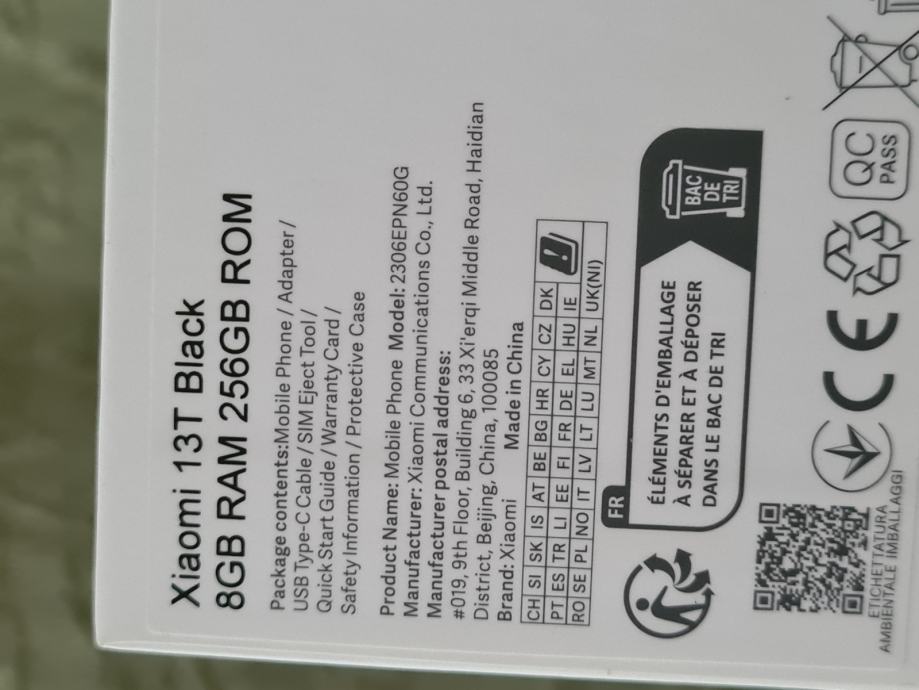 Xiaomi 13T Black
8GB RAM 256GB ROM
Package contents:Mobile Phone / Adapter /
USB Type-C Cable / SIM Eject Tool /
Quick Start Guide / Warranty Card /
Safety Information / Protective Case
Product Name: Mobile Phone Model: 2306EPN60G
Manufacturer: Xiaomi Communications Co., Ltd.
Manufacturer postal address:
#019, 9th Floor, Building 6, 33 Xi'erqi Middle Road, Haidian
District, Beijing, China, 100085
Brand: Xiaomi Made in China
CH SI SK IS AT BE BG HR CY CZ DK
PT ES TR LI EE FI FR DE EL HU IE
RO SE PL NO IT LV LT LU MT NL UK(NI)
FR
ÉLÉMENTS D'EMBALLAGE
À SÉPARER ET À DÉPOSER
DANS LE BAC DE TRI
BAC
DE
TRI
CE
QC
PASS
ETICHETTATURA
AMBIENTALE IMBALLAGGI